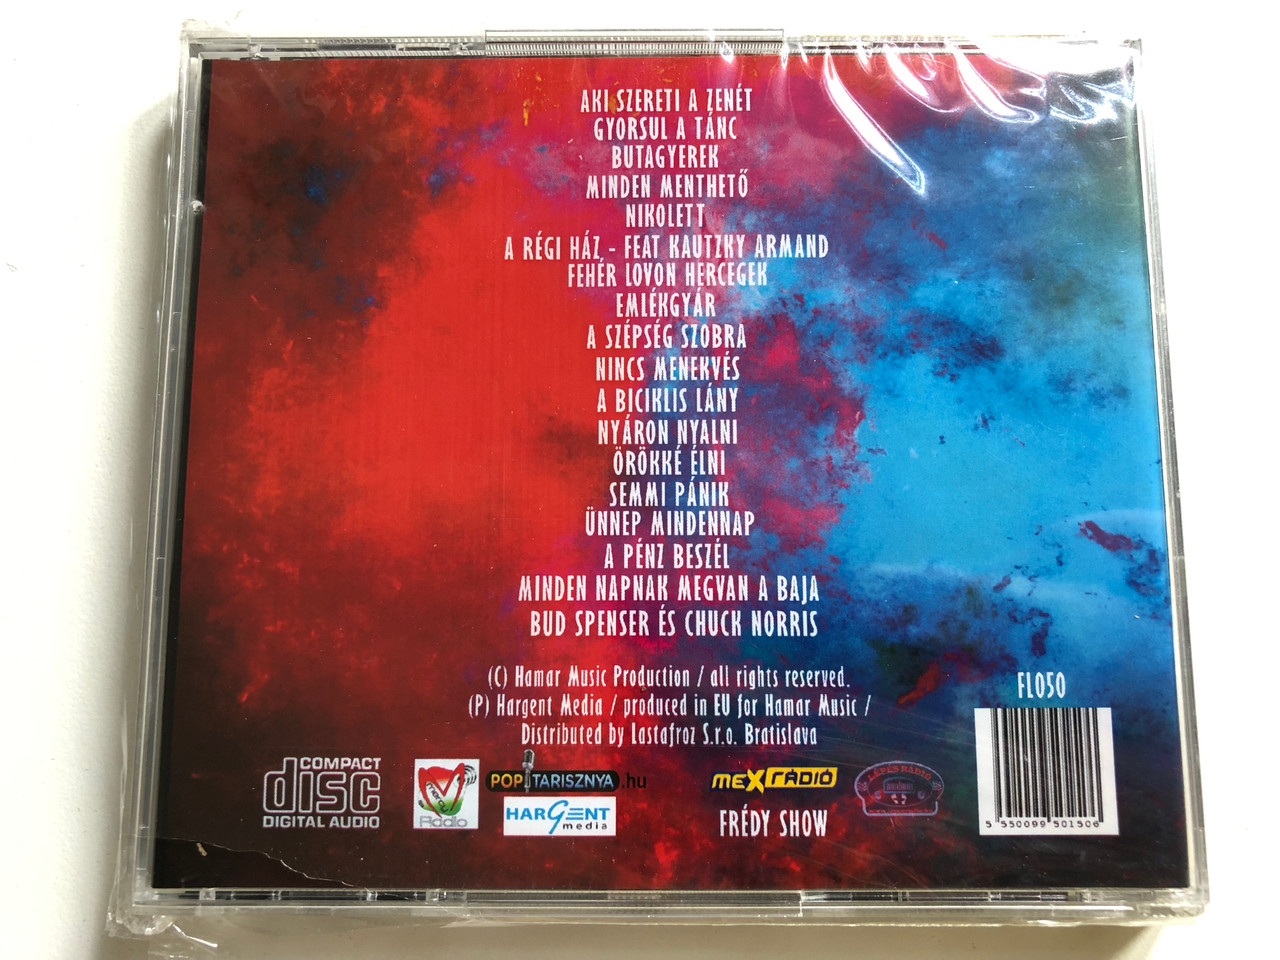 AKI SZERETI A ZENÉT
GYORSUL A TÁNC
BUTAGYEREK
MINDEN MENTHETŐ
NIKOLETT
A RÉGI HÁZ - FEAT KAUTZKY ARMAND
FEHÉR LOVON HERCEGEK
EMLÉKGYÁR
A SZÉPSÉG SZOBRA
NINCS MENEKVÉS
A BICIKLIS LÁNY
NYÁRON NYALNI
ÖRÖKKÉ ÉLNI
SEMMI PÁNIK
ÜNNEP MINDENNAP
A PÉNZ BESZÉL
MINDEN NAPNAK MEGVAN A BAJA
BUD SPENSER ÉS CHUCK NORRIS
(C) Hamar Music Production / all rights reserved.
(P) Hargent Media / produced in EU for Hamar Music /
Distributed by Lastafroz S.r.o. Bratislava
FL050
COMPACT
disc
DIGITAL AUDIO
Rádió
POPTARISZNYA.hu
HARGENT
media
MEXRÁDIÓ
FRÉDY SHOW
LÉPÉS RÁDIÓ
5 550099 501506